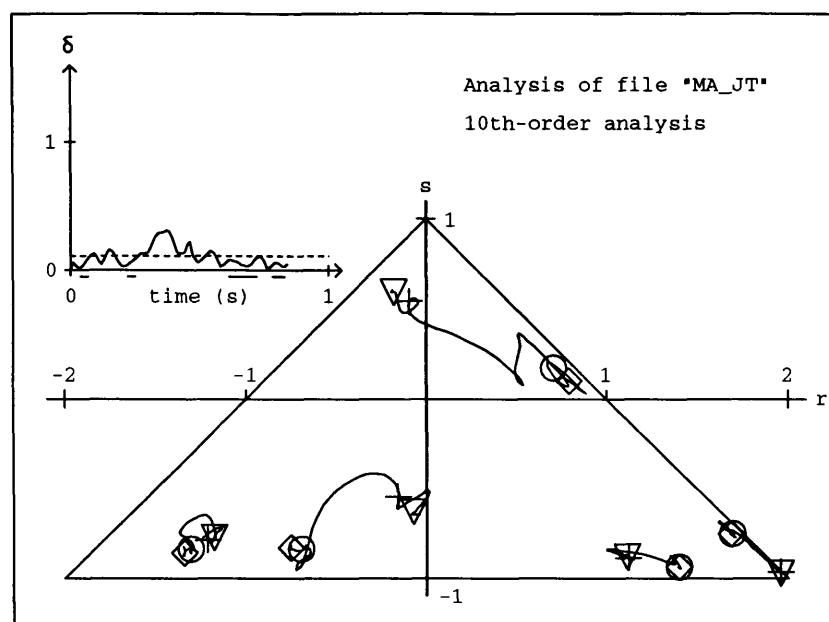 δ
Analysis of file "MA_JT"
10th-order analysis
1
s
1
0
0
time (s)
1
-2
-1
1
2
r
-1